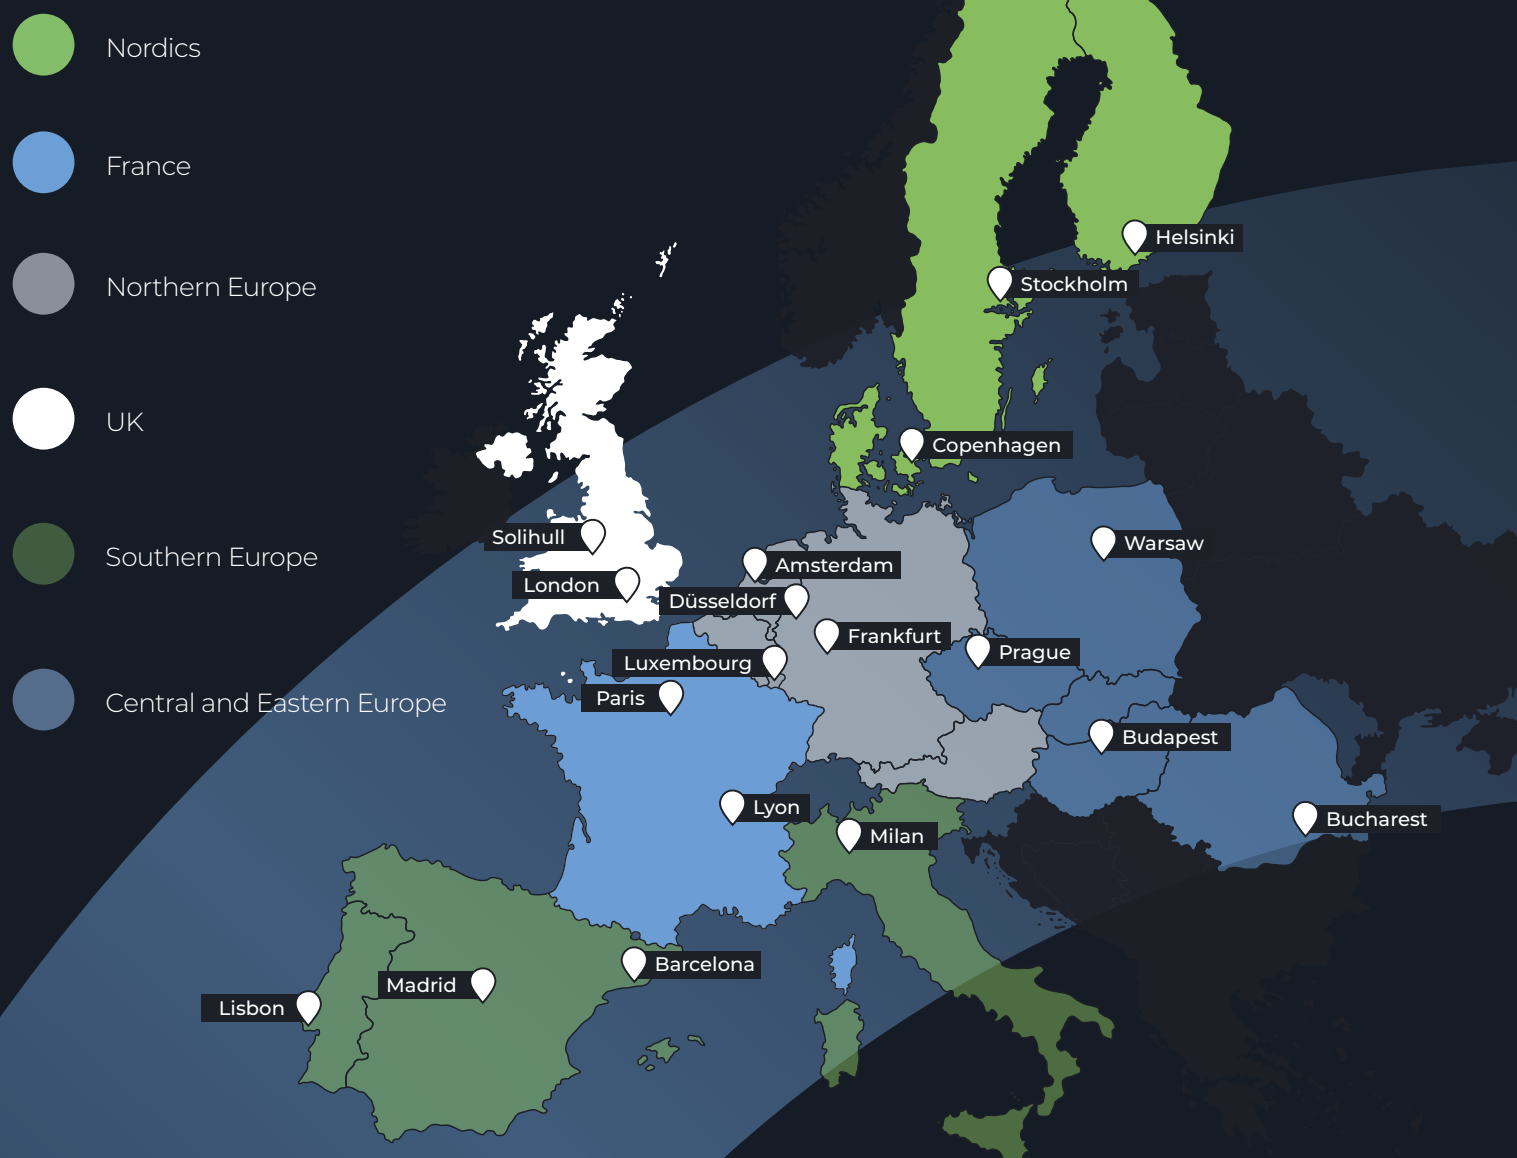 Nordics
France
Northern Europe
UK
Southern Europe
Central and Eastern Europe
Helsinki
Stockholm
Copenhagen
Solihull
Warsaw
Amsterdam
London
Düsseldorf
Frankfurt
Prague
Luxembourg
Paris
Budapest
Lyon
Bucharest
Milan
Barcelona
Madrid
Lisbon